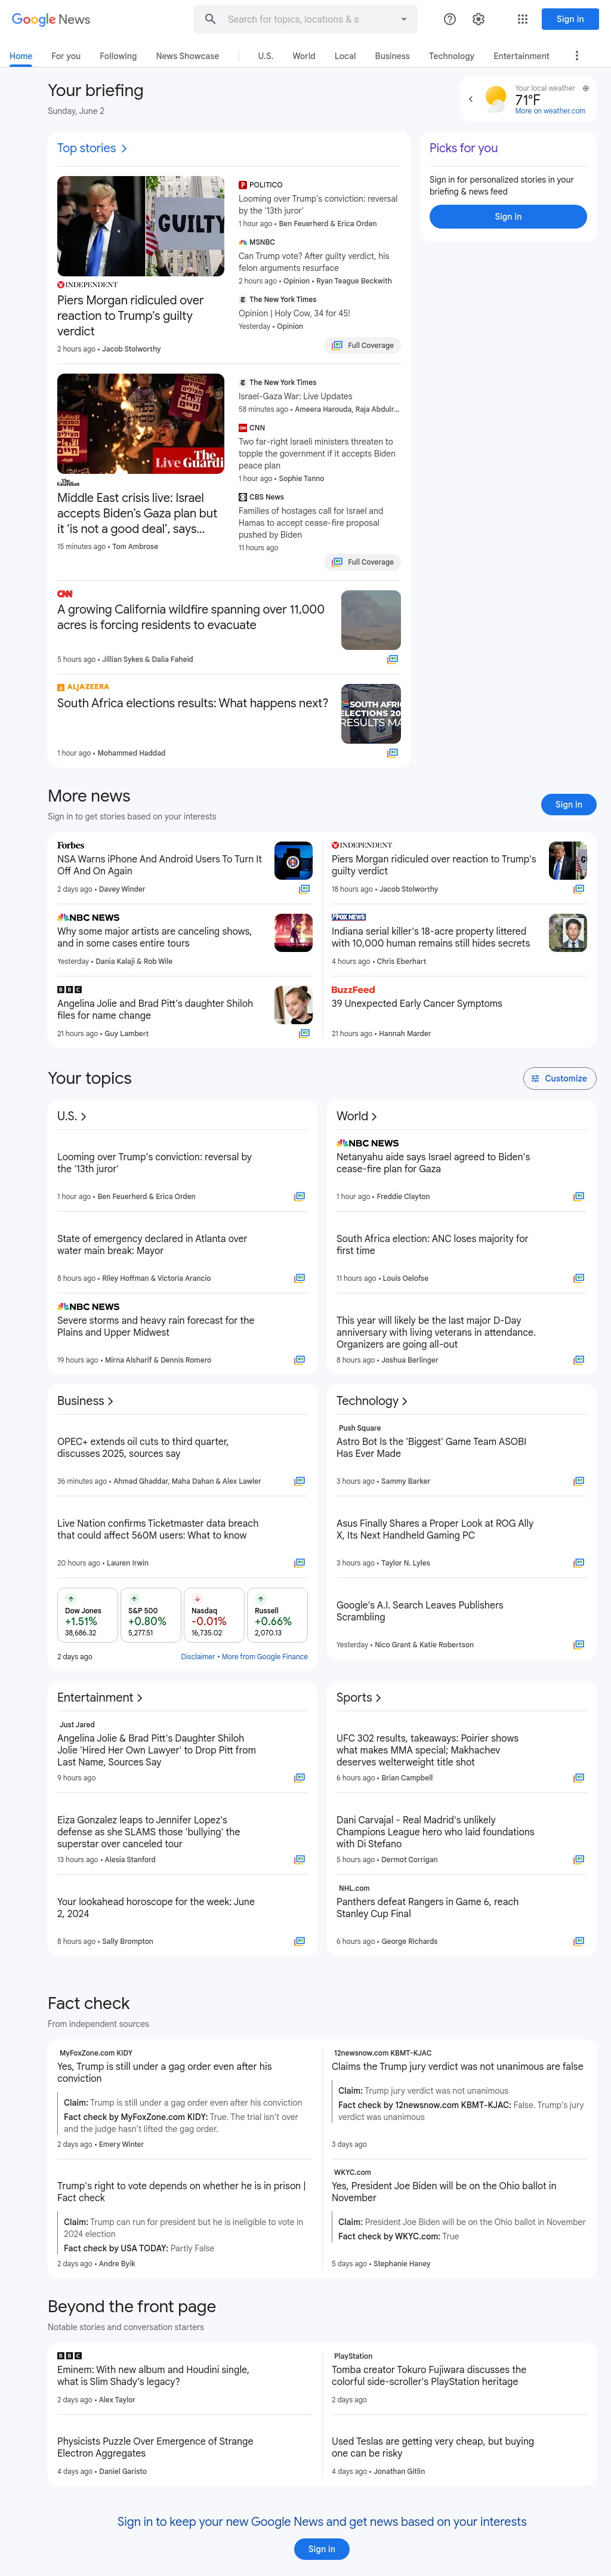 Google News
Search for topics, locations & s
Sign in
Home
For you
Following
News Showcase
U.S.
World
Local
Business
Technology
Entertainment
Your briefing
Sunday, June 2
Your local weather
71°F
More on weather.com
Top stories
GUILTY
INDEPENDENT
Piers Morgan ridiculed over
reaction to Trump's guilty
verdict
2 hours ago • Jacob Stolworthy
POLITICO
Looming over Trump's conviction: reversal
by the '13th juror'
1 hour ago • Ben Feuerherd & Erica Orden
MSNBC
Can Trump vote? After guilty verdict, his
felon arguments resurface
2 hours ago • Opinion • Ryan Teague Beckwith
The New York Times
Opinion | Holy Cow, 34 for 45!
Yesterday • Opinion
Full Coverage
Picks for you
Sign in for personalized stories in your
briefing & news feed
Sign in
Live The Guardi
The Guardian
Middle East crisis live: Israel
accepts Biden's Gaza plan but
it 'is not a good deal', says...
15 minutes ago • Tom Ambrose
The New York Times
Israel-Gaza War: Live Updates
58 minutes ago • Ameera Harouda, Raja Abdulr...
CNN
Two far-right Israeli ministers threaten to
topple the government if it accepts Biden
peace plan
1 hour ago • Sophie Tanno
CBS News
Families of hostages call for Israel and
Hamas to accept cease-fire proposal
pushed by Biden
11 hours ago
Full Coverage
CNN
A growing California wildfire spanning over 11,000
acres is forcing residents to evacuate
5 hours ago • Jillian Sykes & Dalia Faheid
ALJAZEERA
South Africa elections results: What happens next?
1 hour ago • Mohammed Haddad
SOUTH AFRIC
ELECTIONS 20
RESULTS MA
More news
Sign in to get stories based on your interests
Sign in
Forbes
NSA Warns iPhone And Android Users To Turn It
Off And On Again
2 days ago • Davey Winder
INDEPENDENT
Piers Morgan ridiculed over reaction to Trump's
guilty verdict
18 hours ago • Jacob Stolworthy
NBC NEWS
Why some major artists are canceling shows,
and in some cases entire tours
Yesterday • Dania Kalaji & Rob Wile
FOX NEWS
Indiana serial killer's 18-acre property littered
with 10,000 human remains still hides secrets
4 hours ago • Chris Eberhart
BBC
Angelina Jolie and Brad Pitt's daughter Shiloh
files for name change
21 hours ago • Guy Lambert
BuzzFeed
39 Unexpected Early Cancer Symptoms
21 hours ago • Hannah Marder
Your topics
Customize
U.S.
Looming over Trump's conviction: reversal by
the '13th juror'
1 hour ago • Ben Feuerherd & Erica Orden
State of emergency declared in Atlanta over
water main break: Mayor
8 hours ago • Riley Hoffman & Victoria Arancio
NBC NEWS
Severe storms and heavy rain forecast for the
Plains and Upper Midwest
19 hours ago • Mirna Alsharif & Dennis Romero
World
NBC NEWS
Netanyahu aide says Israel agreed to Biden's
cease-fire plan for Gaza
1 hour ago • Freddie Clayton
South Africa election: ANC loses majority for
first time
11 hours ago • Louis Oelofse
This year will likely be the last major D-Day
anniversary with living veterans in attendance.
Organizers are going all-out
8 hours ago • Joshua Berlinger
Business
OPEC+ extends oil cuts to third quarter,
discusses 2025, sources say
36 minutes ago • Ahmad Ghaddar, Maha Dahan & Alex Lawler
Live Nation confirms Ticketmaster data breach
that could affect 560M users: What to know
20 hours ago • Lauren Irwin
Dow Jones
+1.51%
38,686.32
S&P 500
+0.80%
5,277.51
Nasdaq
-0.01%
16,735.02
Russell
+0.66%
2,070.13
2 days ago
Disclaimer • More from Google Finance
Technology
Push Square
Astro Bot Is the 'Biggest' Game Team ASOBI
Has Ever Made
3 hours ago • Sammy Barker
Asus Finally Shares a Proper Look at ROG Ally
X, Its Next Handheld Gaming PC
3 hours ago • Taylor N. Lyles
Google's A.I. Search Leaves Publishers
Scrambling
Yesterday • Nico Grant & Katie Robertson
Entertainment
Just Jared
Angelina Jolie & Brad Pitt's Daughter Shiloh
Jolie 'Hired Her Own Lawyer' to Drop Pitt from
Last Name, Sources Say
9 hours ago
Eiza Gonzalez leaps to Jennifer Lopez's
defense as she SLAMS those 'bullying' the
superstar over canceled tour
13 hours ago • Alesia Stanford
Your lookahead horoscope for the week: June
2, 2024
8 hours ago • Sally Brompton
Sports
UFC 302 results, takeaways: Poirier shows
what makes MMA special; Makhachev
deserves welterweight title shot
6 hours ago • Brian Campbell
Dani Carvajal - Real Madrid's unlikely
Champions League hero who laid foundations
with Di Stefano
5 hours ago • Dermot Corrigan
NHL.com
Panthers defeat Rangers in Game 6, reach
Stanley Cup Final
6 hours ago • George Richards
Fact check
From independent sources
MyFoxZone.com KIDY
Yes, Trump is still under a gag order even after his
conviction
Claim: Trump is still under a gag order even after his conviction
Fact check by MyFoxZone.com KIDY: True. The trial isn't over
and the judge hasn't lifted the gag order.
2 days ago • Emery Winter
12newsnow.com KBMT-KJAC
Claims the Trump jury verdict was not unanimous are false
Claim: Trump jury verdict was not unanimous
Fact check by 12newsnow.com KBMT-KJAC: False. Trump's jury
verdict was unanimous
3 days ago
Trump's right to vote depends on whether he is in prison |
Fact check
Claim: Trump can run for president but he is ineligible to vote in
2024 election
Fact check by USA TODAY: Partly False
2 days ago • Andre Byik
WKYC.com
Yes, President Joe Biden will be on the Ohio ballot in
November
Claim: President Joe Biden will be on the Ohio ballot in November
Fact check by WKYC.com: True
5 days ago • Stephanie Haney
Beyond the front page
Notable stories and conversation starters
BBC
Eminem: With new album and Houdini single,
what is Slim Shady's legacy?
2 days ago • Alex Taylor
PlayStation
Tomba creator Tokuro Fujiwara discusses the
colorful side-scroller's PlayStation heritage
2 days ago
Physicists Puzzle Over Emergence of Strange
Electron Aggregates
4 days ago • Daniel Garisto
Used Teslas are getting very cheap, but buying
one can be risky
4 days ago • Jonathan Gitlin
Sign in to keep your new Google News and get news based on your interests
Sign in